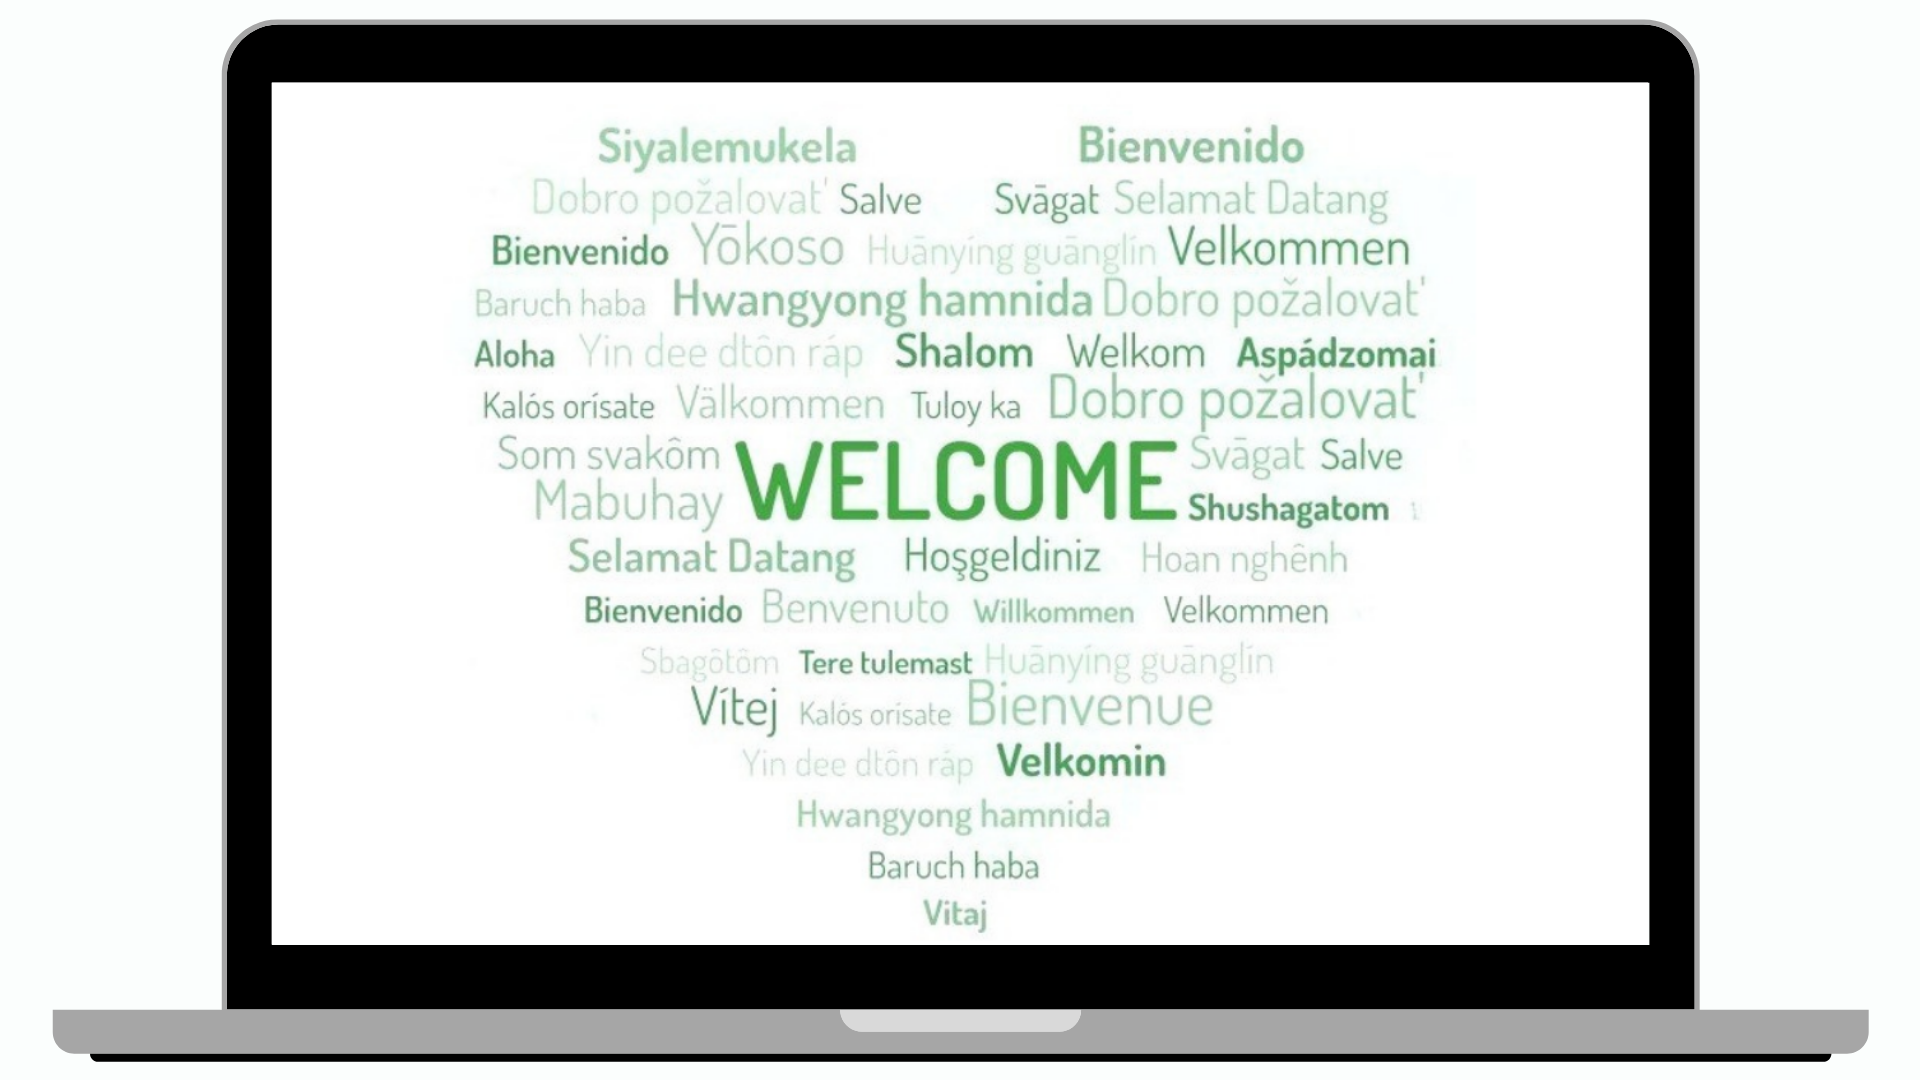 Siyalemukela Bienvenido
Dobro požalovat' Salve Svāgat Selamat Datang
Bienvenido Yōkoso Huānyíng guānglín Velkommen
Baruch haba Hwangyong hamnida Dobro požalovat'
Aloha Yin dee dtôn ráp Shalom Welkom Aspádzomai
Kalós orísate Välkommen Tuloy ka Dobro požalovat'
Som svakôm WELCOME Svāgat Salve
Mabuhay Shushagatom
Selamat Datang Hoşgeldiniz Hoan nghênh
Bienvenido Benvenuto Willkommen Velkommen
Sbagôtôm Tere tulemast Huānyíng guānglín
Vítej Kalós orísate Bienvenue
Yin dee dtôn ráp Velkomin
Hwangyong hamnida
Baruch haba
Vitaj